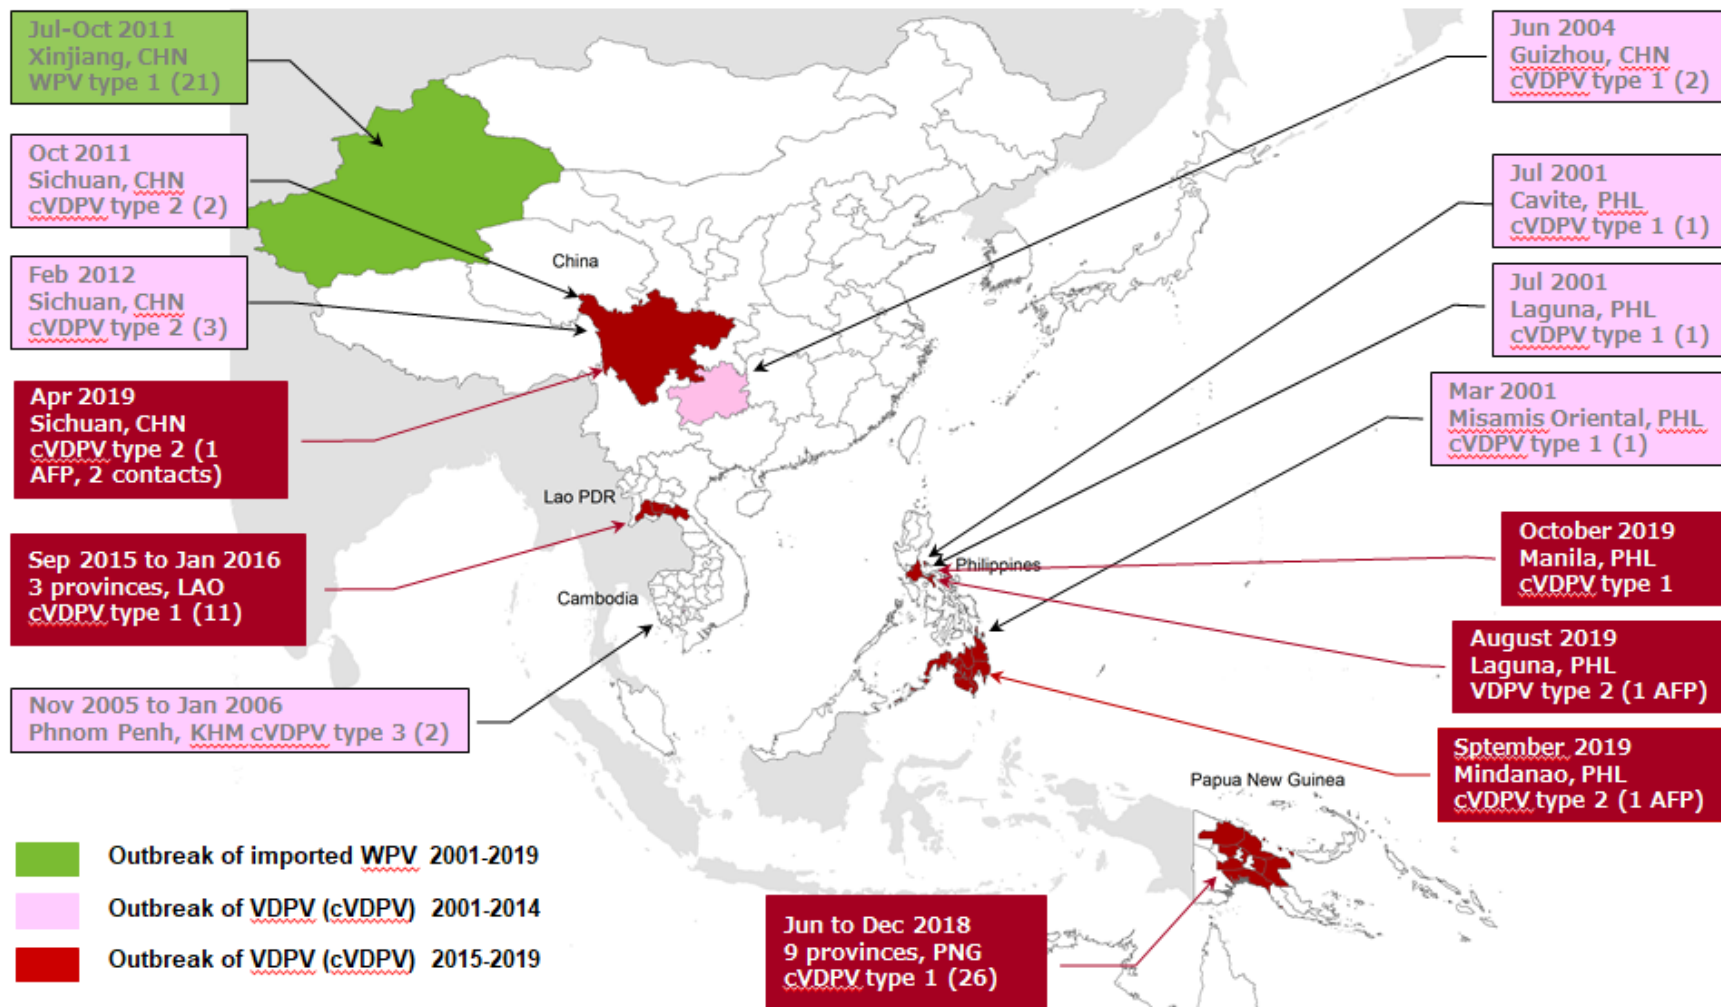 Jul-Oct 2011
Xinjiang, CHN
WPV type 1 (21)
Oct 2011
Sichuan, CHN
cVDPV type 2 (2)
Feb 2012
Sichuan, CHN
cVDPV type 2 (3)
Apr 2019
Sichuan, CHN
cVDPV type 2 (1
AFP, 2 contacts)
Sep 2015 to Jan 2016
3 provinces, LAO
cVDPV type 1 (11)
Nov 2005 to Jan 2006
Phnom Penh, KHM cVDPV type 3 (2)
China
Lao PDR
Cambodia
Philippines
Papua New Guinea
Jun 2004
Guizhou, CHN
cVDPV type 1 (2)
Jul 2001
Cavite, PHL
cVDPV type 1 (1)
Jul 2001
Laguna, PHL
cVDPV type 1 (1)
Mar 2001
Misamis Oriental, PHL
cVDPV type 1 (1)
October 2019
Manila, PHL
cVDPV type 1
August 2019
Laguna, PHL
VDPV type 2 (1 AFP)
Sptember 2019
Mindanao, PHL
cVDPV type 2 (1 AFP)
Jun to Dec 2018
9 provinces, PNG
cVDPV type 1 (26)
Outbreak of imported WPV 2001-2019
Outbreak of VDPV (cVDPV) 2001-2014
Outbreak of VDPV (cVDPV) 2015-2019